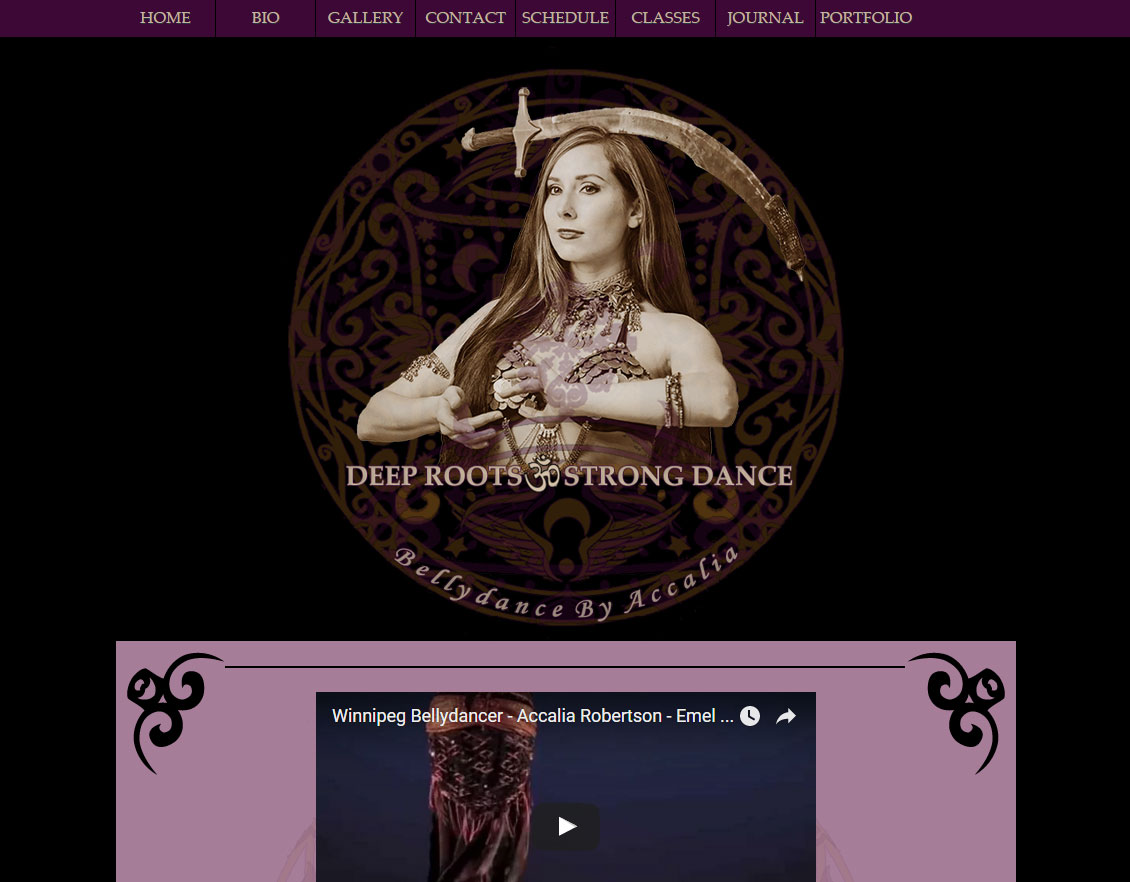 HOME BIO GALLERY CONTACT SCHEDULE CLASSES JOURNAL PORTFOLIO
DEEP ROOTS ॐ STRONG DANCE
Bellydance By Accalia
Winnipeg Bellydancer - Accalia Robertson - Emel ...